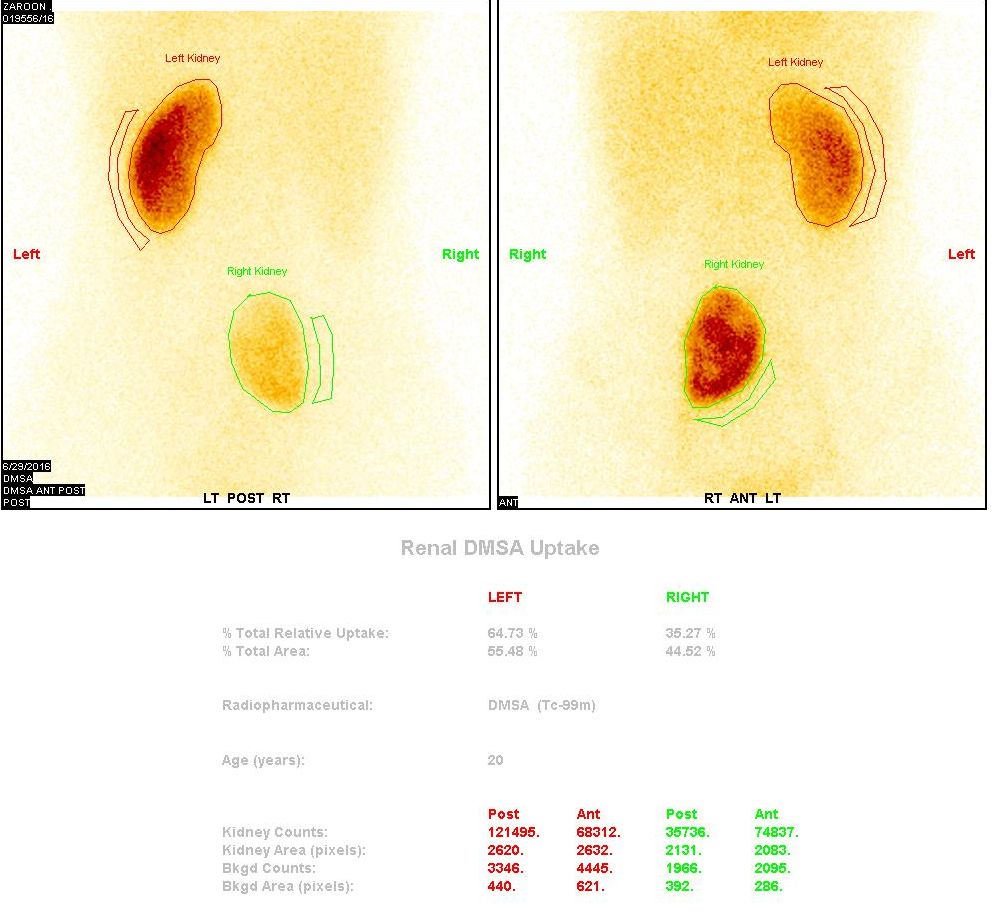 ZAROON .
019556/16
Left Kidney
Left
Right
Right Kidney
6/29/2016
DMSA
DMSA ANT POST
POST
LT POST RT
Left Kidney
Right
Left
Right Kidney
ANT
RT ANT LT
Renal DMSA Uptake
LEFT RIGHT
% Total Relative Uptake: 64.73 % 35.27 %
% Total Area: 55.48 % 44.52 %
Radiopharmaceutical: DMSA (Tc-99m)
Age (years): 20
Post Ant Post Ant
Kidney Counts: 121495. 68312. 35736. 74837.
Kidney Area (pixels): 2620. 2632. 2131. 2083.
Bkgd Counts: 3346. 4445. 1966. 2095.
Bkgd Area (pixels): 440. 621. 392. 286.